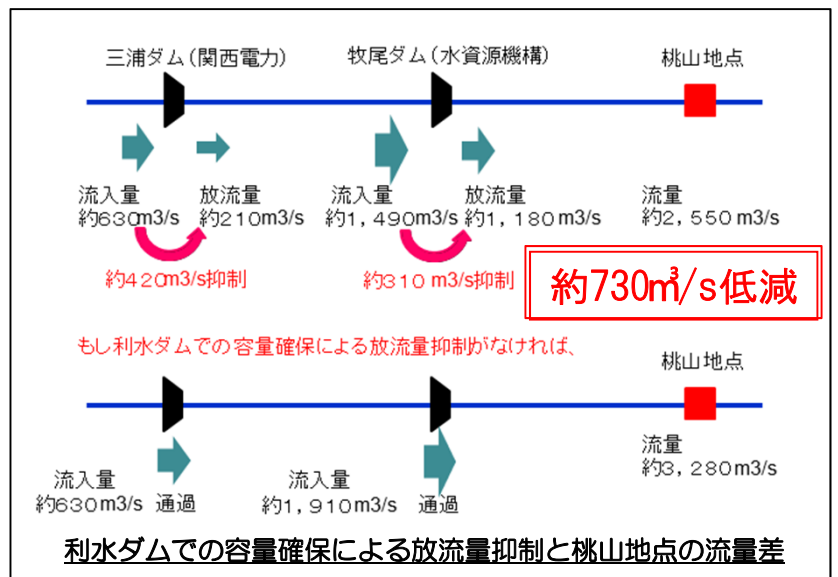 三浦ダム(関西電力)
牧尾ダム(水資源機構)
桃山地点
流入量
約630m3/s
放流量
約210m3/s
流入量
約1,490m3/s
放流量
約1,180m3/s
流量
約2,550 m3/s
約420m3/s抑制
約310 m3/s抑制
約730㎥/s低減
もし利水ダムでの容量確保による放流量抑制がなければ、
桃山地点
流入量
約630m3/s 通過
流入量
約1,910m3/s 通過
流量
約3,280m3/s
利水ダムでの容量確保による放流量抑制と桃山地点の流量差